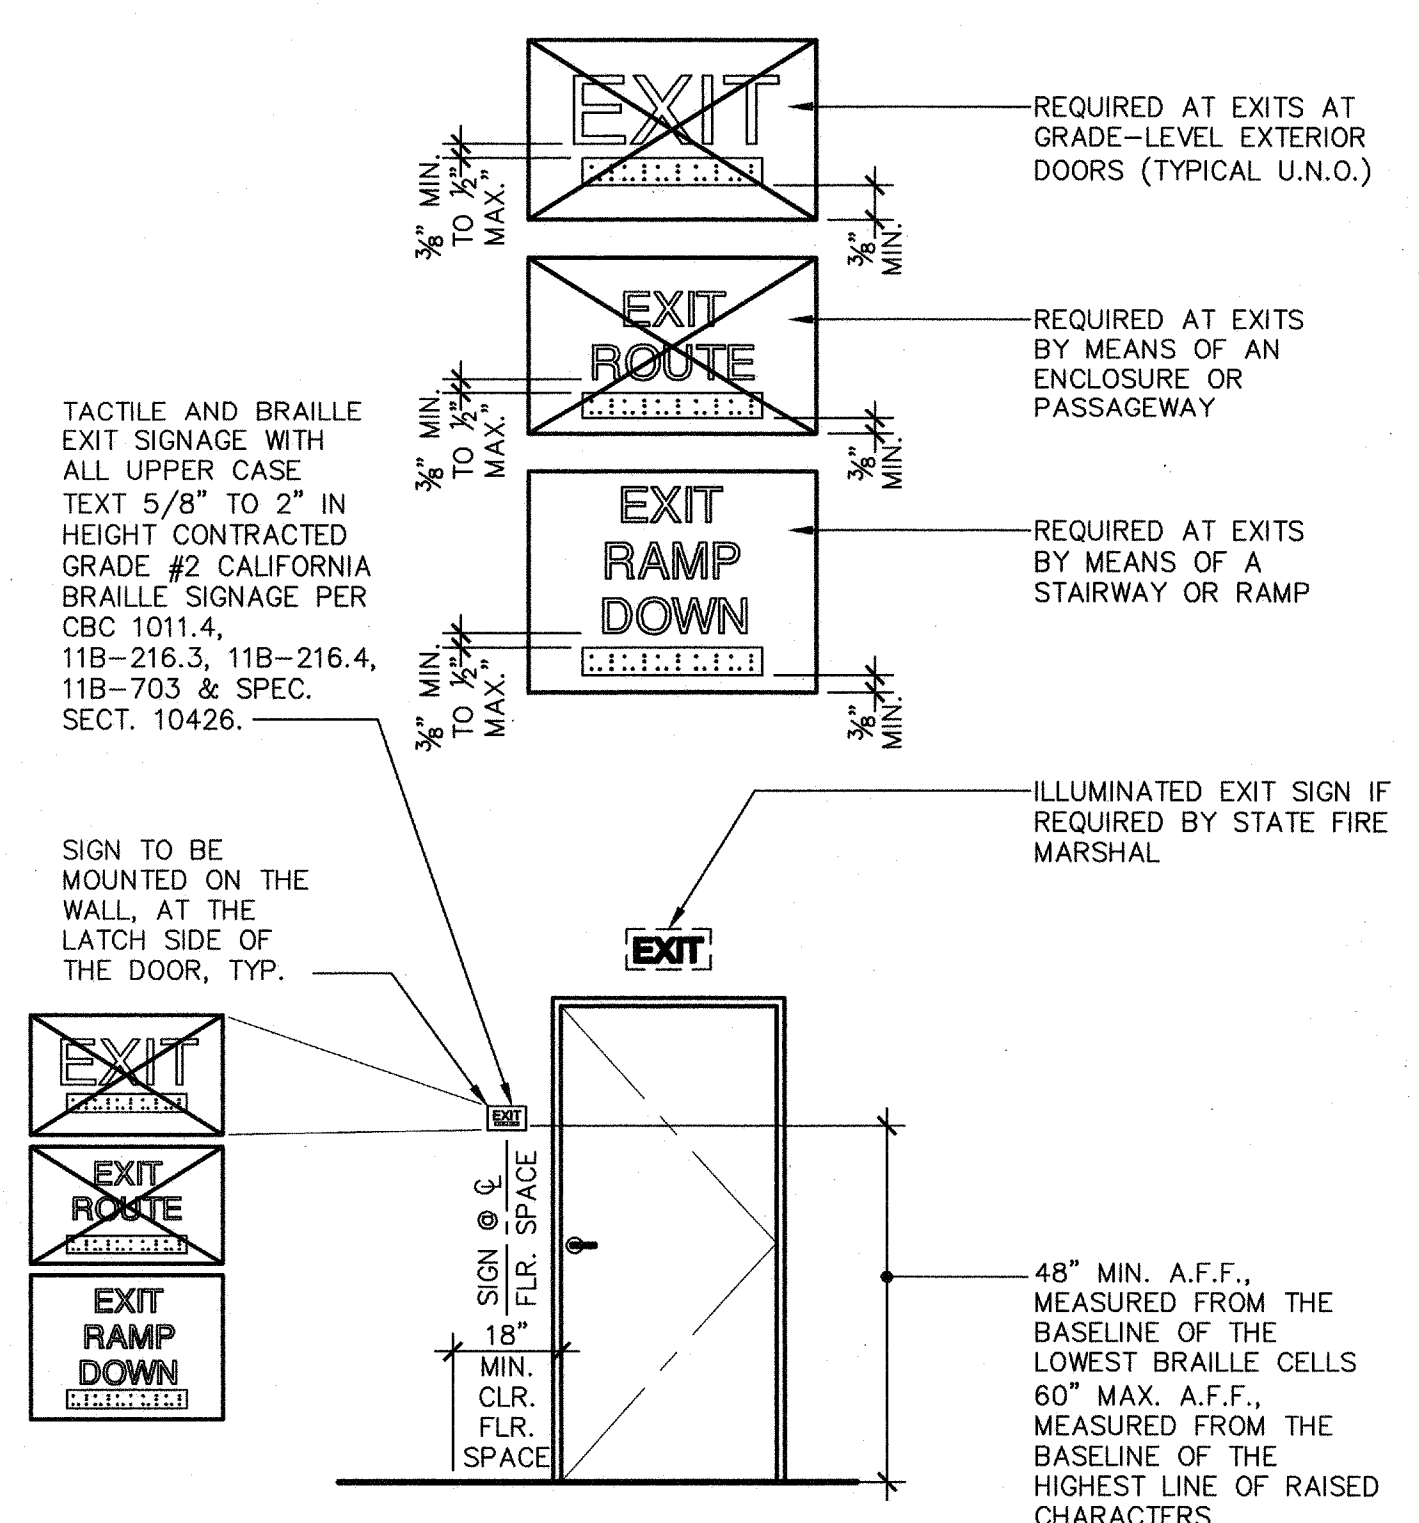 EXIT
REQUIRED AT EXITS AT
GRADE-LEVEL EXTERIOR
DOORS (TYPICAL U.N.O.)
3/8" MIN.
TO 1/2"
MAX."
3/8"
MIN.
EXIT
ROUTE
REQUIRED AT EXITS
BY MEANS OF AN
ENCLOSURE OR
PASSAGEWAY
3/8" MIN.
TO 1/2"
MAX."
3/8"
MIN.
TACTILE AND BRAILLE
EXIT SIGNAGE WITH
ALL UPPER CASE
TEXT 5/8" TO 2" IN
HEIGHT CONTRACTED
GRADE #2 CALIFORNIA
BRAILLE SIGNAGE PER
CBC 1011.4,
11B-216.3, 11B-216.4,
11B-703 & SPEC.
SECT. 10426.
EXIT
RAMP
DOWN
REQUIRED AT EXITS
BY MEANS OF A
STAIRWAY OR RAMP
3/8" MIN.
TO 1/2"
MAX."
3/8"
MIN.
ILLUMINATED EXIT SIGN IF
REQUIRED BY STATE FIRE
MARSHAL
SIGN TO BE
MOUNTED ON THE
WALL, AT THE
LATCH SIDE OF
THE DOOR, TYP.
EXIT
EXIT
EXIT
ROUTE
EXIT
RAMP
DOWN
EXIT
SIGN @ ℄
FLR. SPACE
18"
MIN.
CLR.
FLR.
SPACE
48" MIN. A.F.F.,
MEASURED FROM THE
BASELINE OF THE
LOWEST BRAILLE CELLS
60" MAX. A.F.F.,
MEASURED FROM THE
BASELINE OF THE
HIGHEST LINE OF RAISED
CHARACTERS